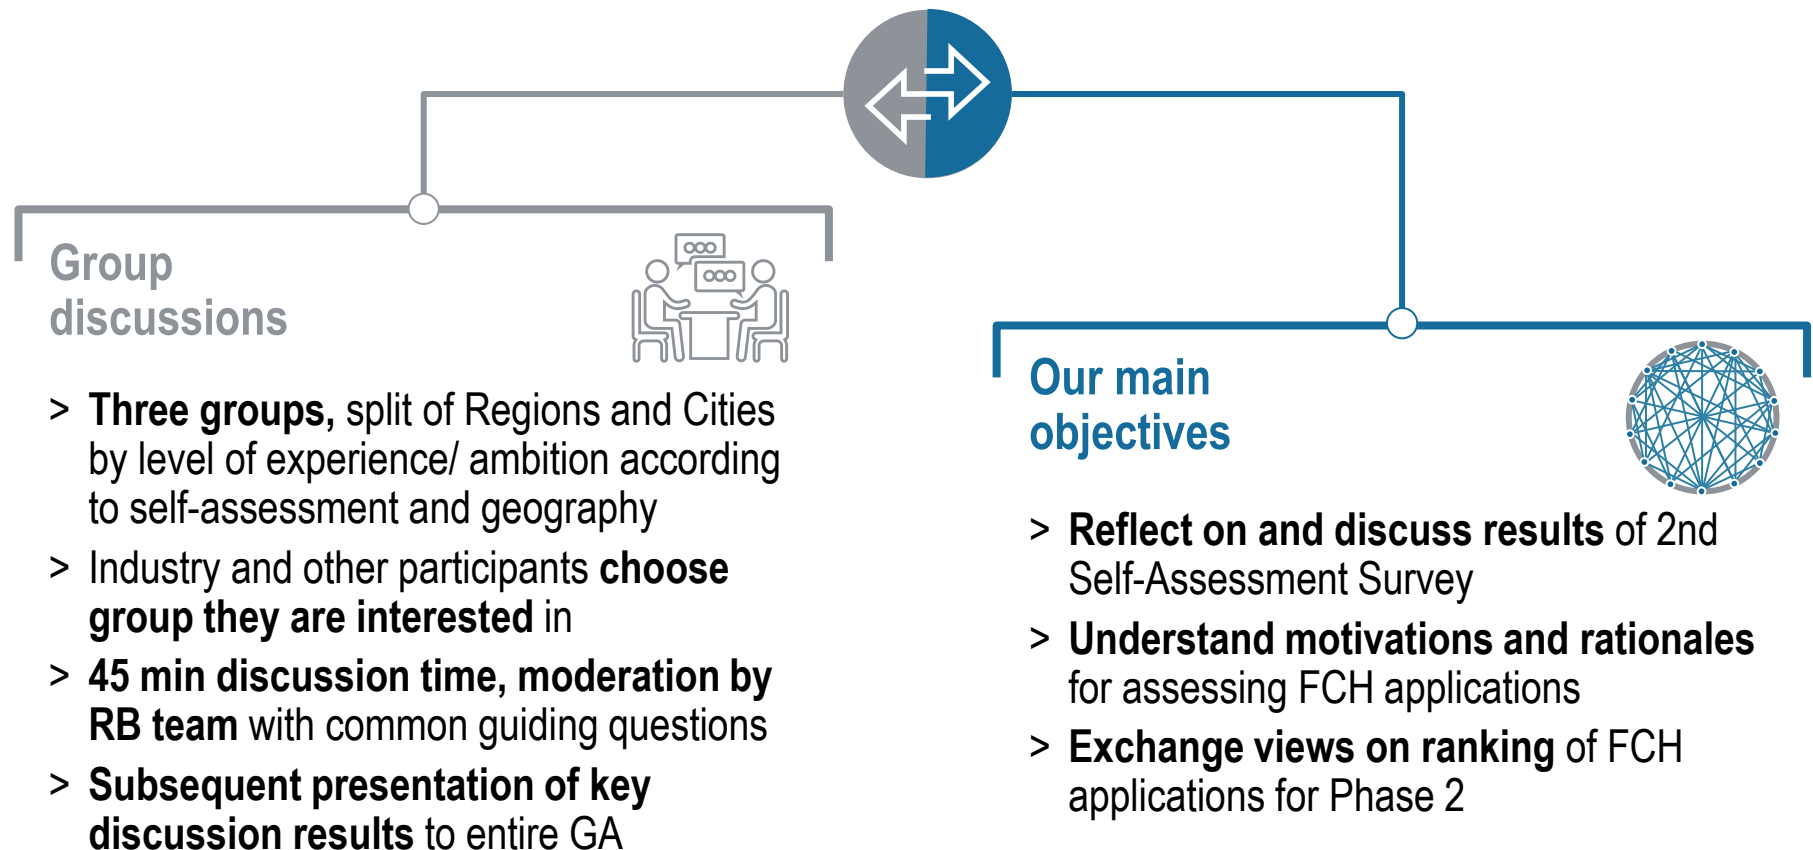 Group
discussions
> Three groups, split of Regions and Cities
by level of experience/ ambition according
to self-assessment and geography
> Industry and other participants choose
group they are interested in
> 45 min discussion time, moderation by
RB team with common guiding questions
> Subsequent presentation of key
discussion results to entire GA
Our main
objectives
> Reflect on and discuss results of 2nd
Self-Assessment Survey
> Understand motivations and rationales
for assessing FCH applications
> Exchange views on ranking of FCH
applications for Phase 2